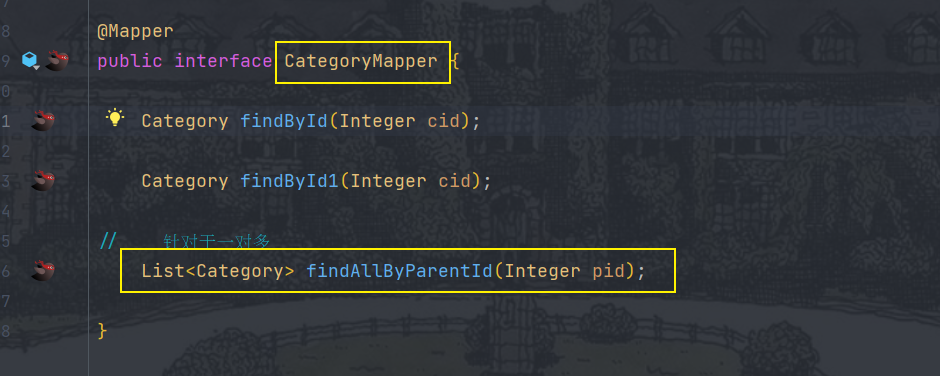 8 @Mapper
9 public interface CategoryMapper {
0
1 Category findById(Integer cid);
2
3 Category findById1(Integer cid);
4
5 // 针对于一对多
6 List<Category> findAllByParentId(Integer pid);
7
8 }